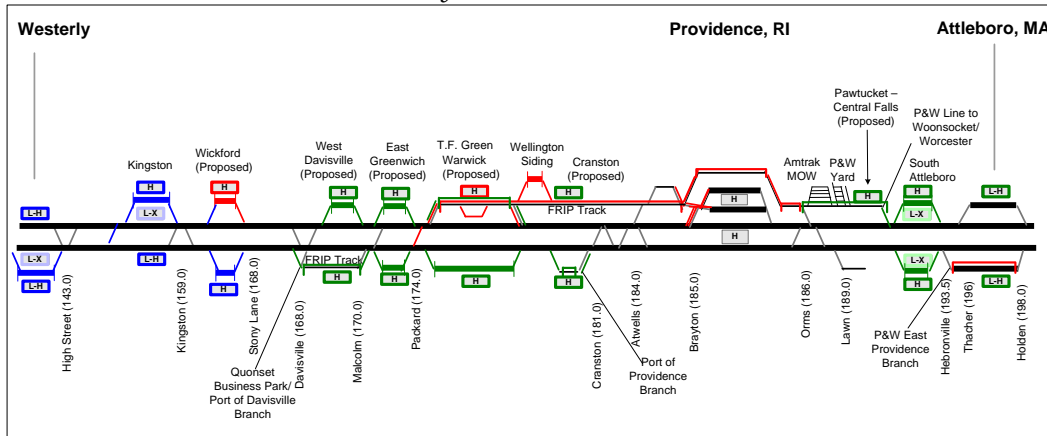 Westerly
Providence, RI
Attleboro, MA
Pawtucket –
Central Falls
(Proposed)
P&W Line to
Woonsocket/
Worcester
Kingston
Wickford
(Proposed)
West
Davisville
(Proposed)
East
Greenwich
(Proposed)
T.F. Green
Warwick
(Proposed)
Wellington
Siding
Cranston
(Proposed)
Amtrak
MOW
P&W
Yard
South
Attleboro
H
H
H
H
H
H
H
H
L-H
L-H
L-X
L-X
FRIP Track
H
H
L-X
L-H
L-H
H
FRIP Track
H
H
H
H
L-X
H
L-H
High Street (143.0)
Kingston (159.0)
Stony Lane (168.0)
Davisville (168.0)
Malcolm (170.0)
Packard (174.0)
Cranston (181.0)
Atwells (184.0)
Brayton (185.0)
Orms (186.0)
Lawn (189.0)
Hebronville (193.5)
Thacher (196)
Holden (198.0)
Quonset
Business Park/
Port of Davisville
Branch
Port of
Providence
Branch
P&W East
Providence
Branch